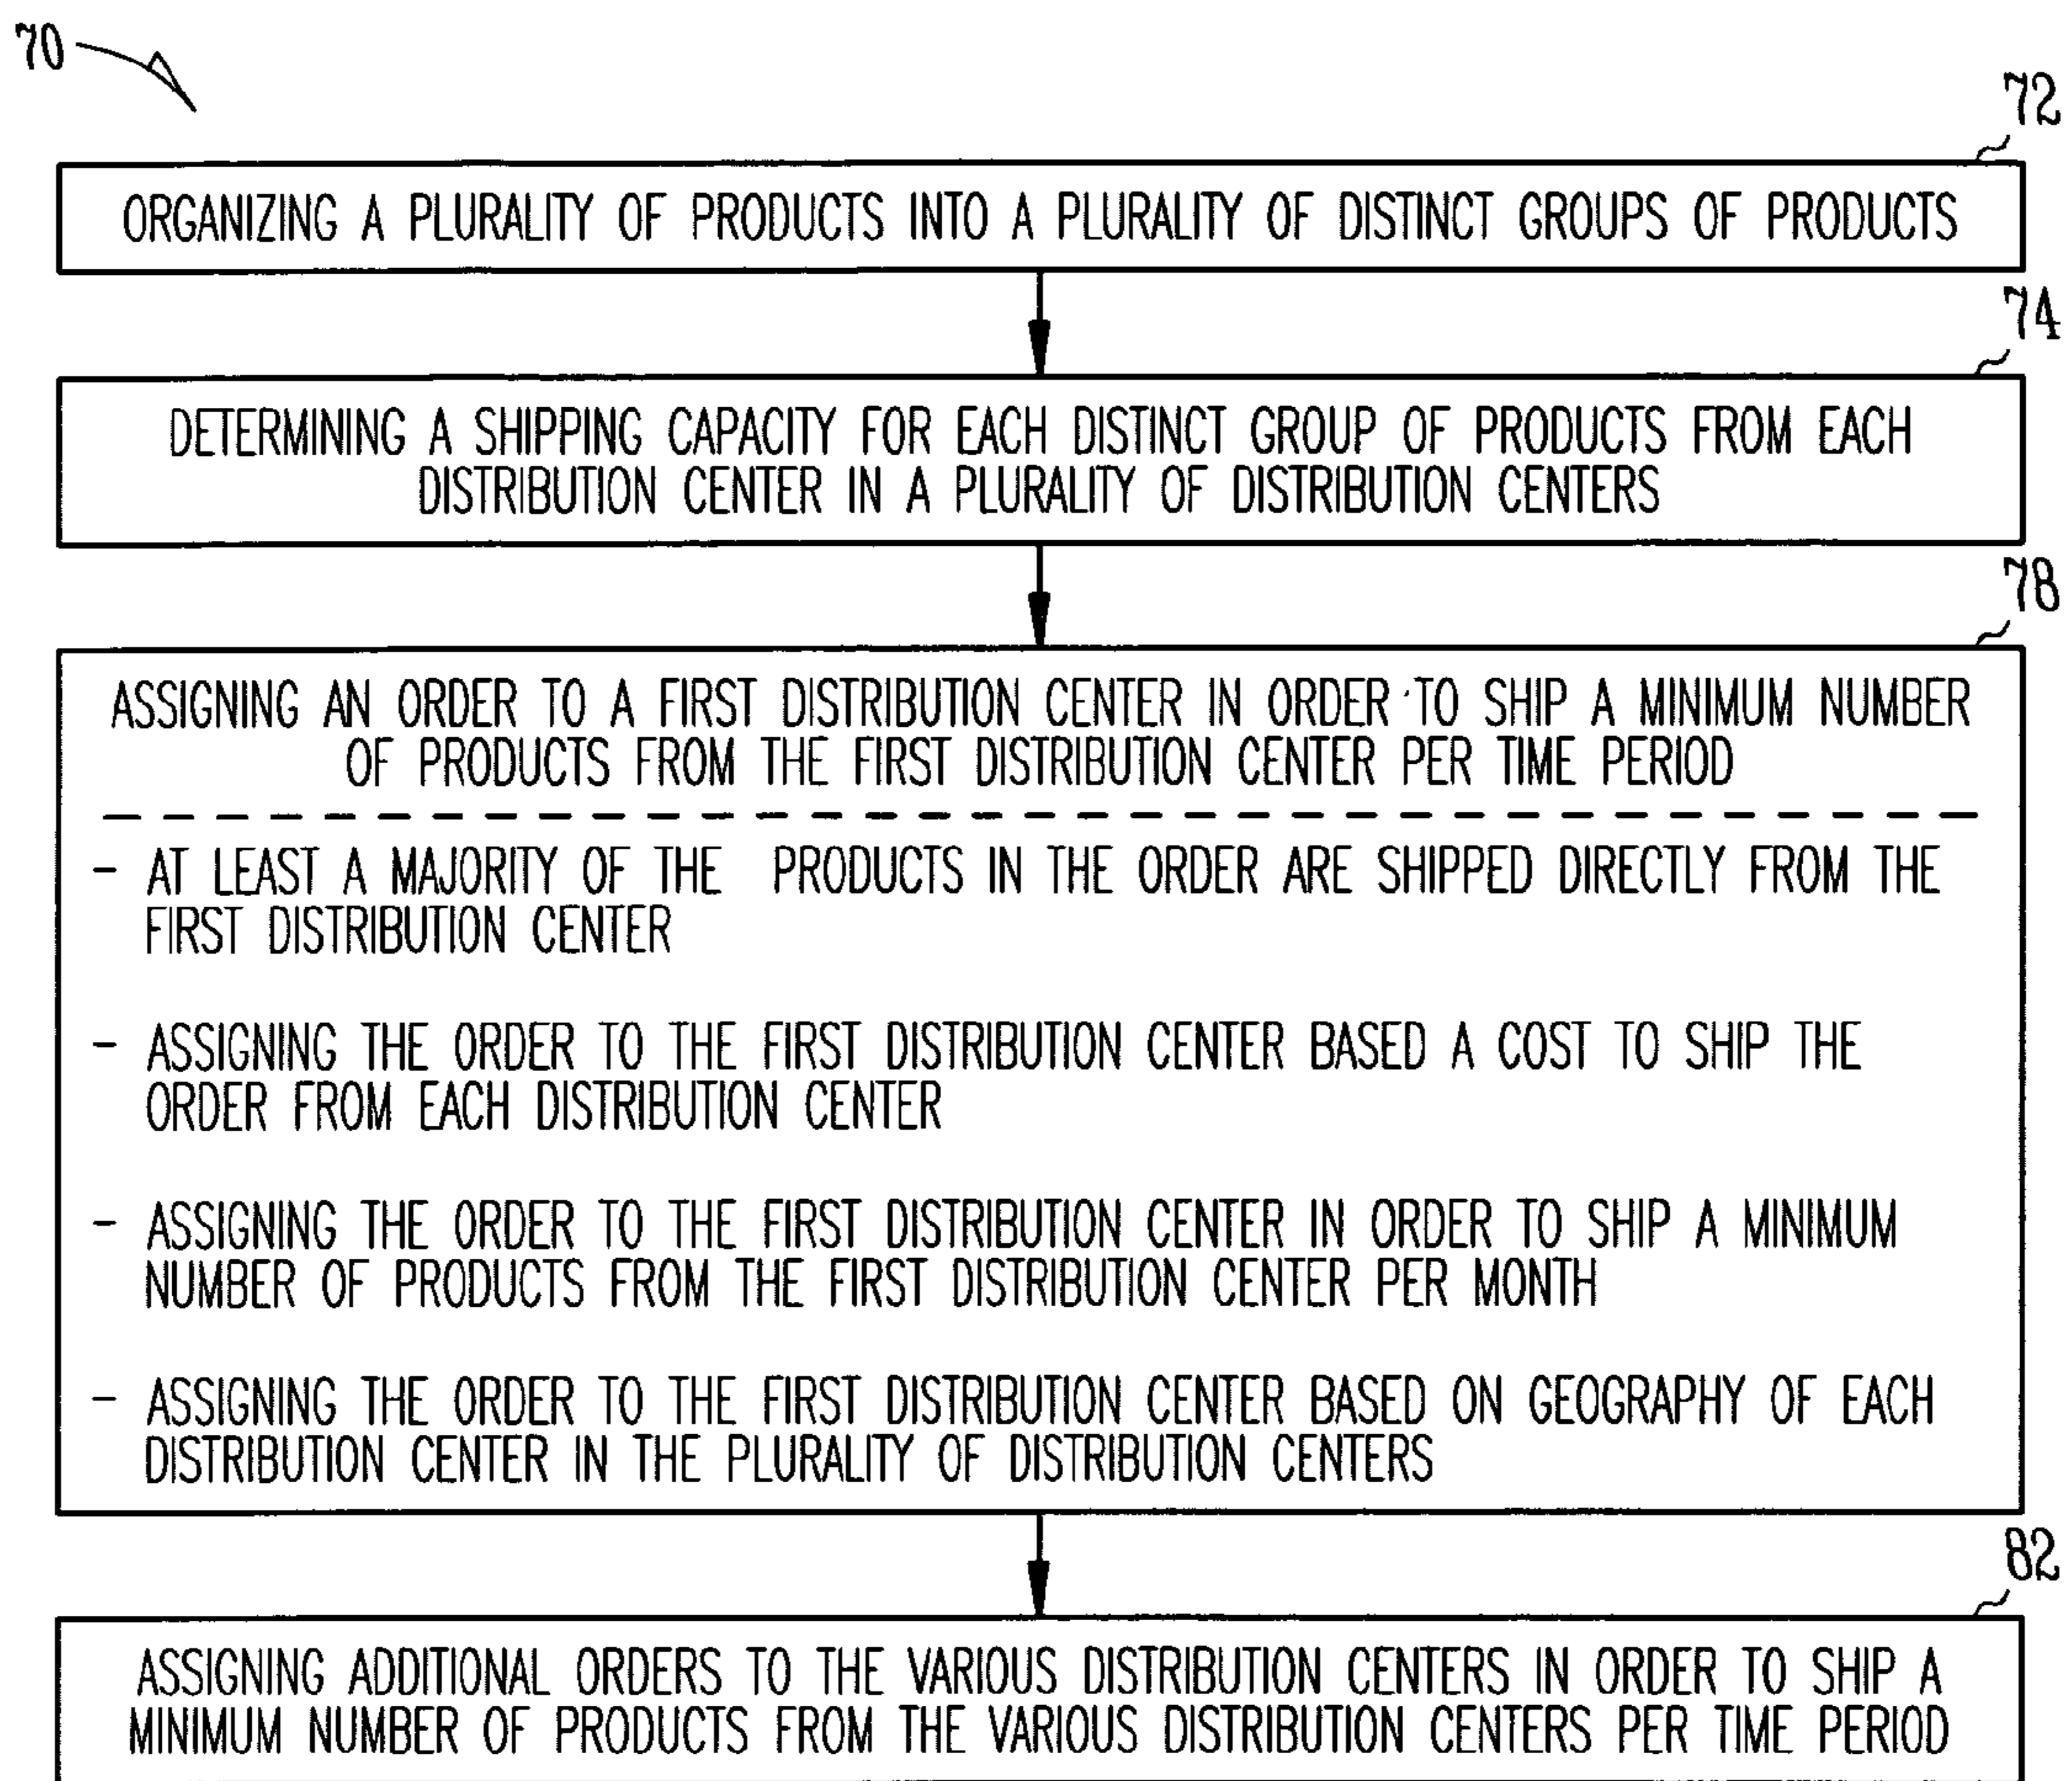 70
72
ORGANIZING A PLURALITY OF PRODUCTS INTO A PLURALITY OF DISTINCT GROUPS OF PRODUCTS
74
DETERMINING A SHIPPING CAPACITY FOR EACH DISTINCT GROUP OF PRODUCTS FROM EACH
DISTRIBUTION CENTER IN A PLURALITY OF DISTRIBUTION CENTERS
78
ASSIGNING AN ORDER TO A FIRST DISTRIBUTION CENTER IN ORDER TO SHIP A MINIMUM NUMBER
OF PRODUCTS FROM THE FIRST DISTRIBUTION CENTER PER TIME PERIOD
- AT LEAST A MAJORITY OF THE PRODUCTS IN THE ORDER ARE SHIPPED DIRECTLY FROM THE
FIRST DISTRIBUTION CENTER
- ASSIGNING THE ORDER TO THE FIRST DISTRIBUTION CENTER BASED A COST TO SHIP THE
ORDER FROM EACH DISTRIBUTION CENTER
- ASSIGNING THE ORDER TO THE FIRST DISTRIBUTION CENTER IN ORDER TO SHIP A MINIMUM
NUMBER OF PRODUCTS FROM THE FIRST DISTRIBUTION CENTER PER MONTH
- ASSIGNING THE ORDER TO THE FIRST DISTRIBUTION CENTER BASED ON GEOGRAPHY OF EACH
DISTRIBUTION CENTER IN THE PLURALITY OF DISTRIBUTION CENTERS
82
ASSIGNING ADDITIONAL ORDERS TO THE VARIOUS DISTRIBUTION CENTERS IN ORDER TO SHIP A
MINIMUM NUMBER OF PRODUCTS FROM THE VARIOUS DISTRIBUTION CENTERS PER TIME PERIOD